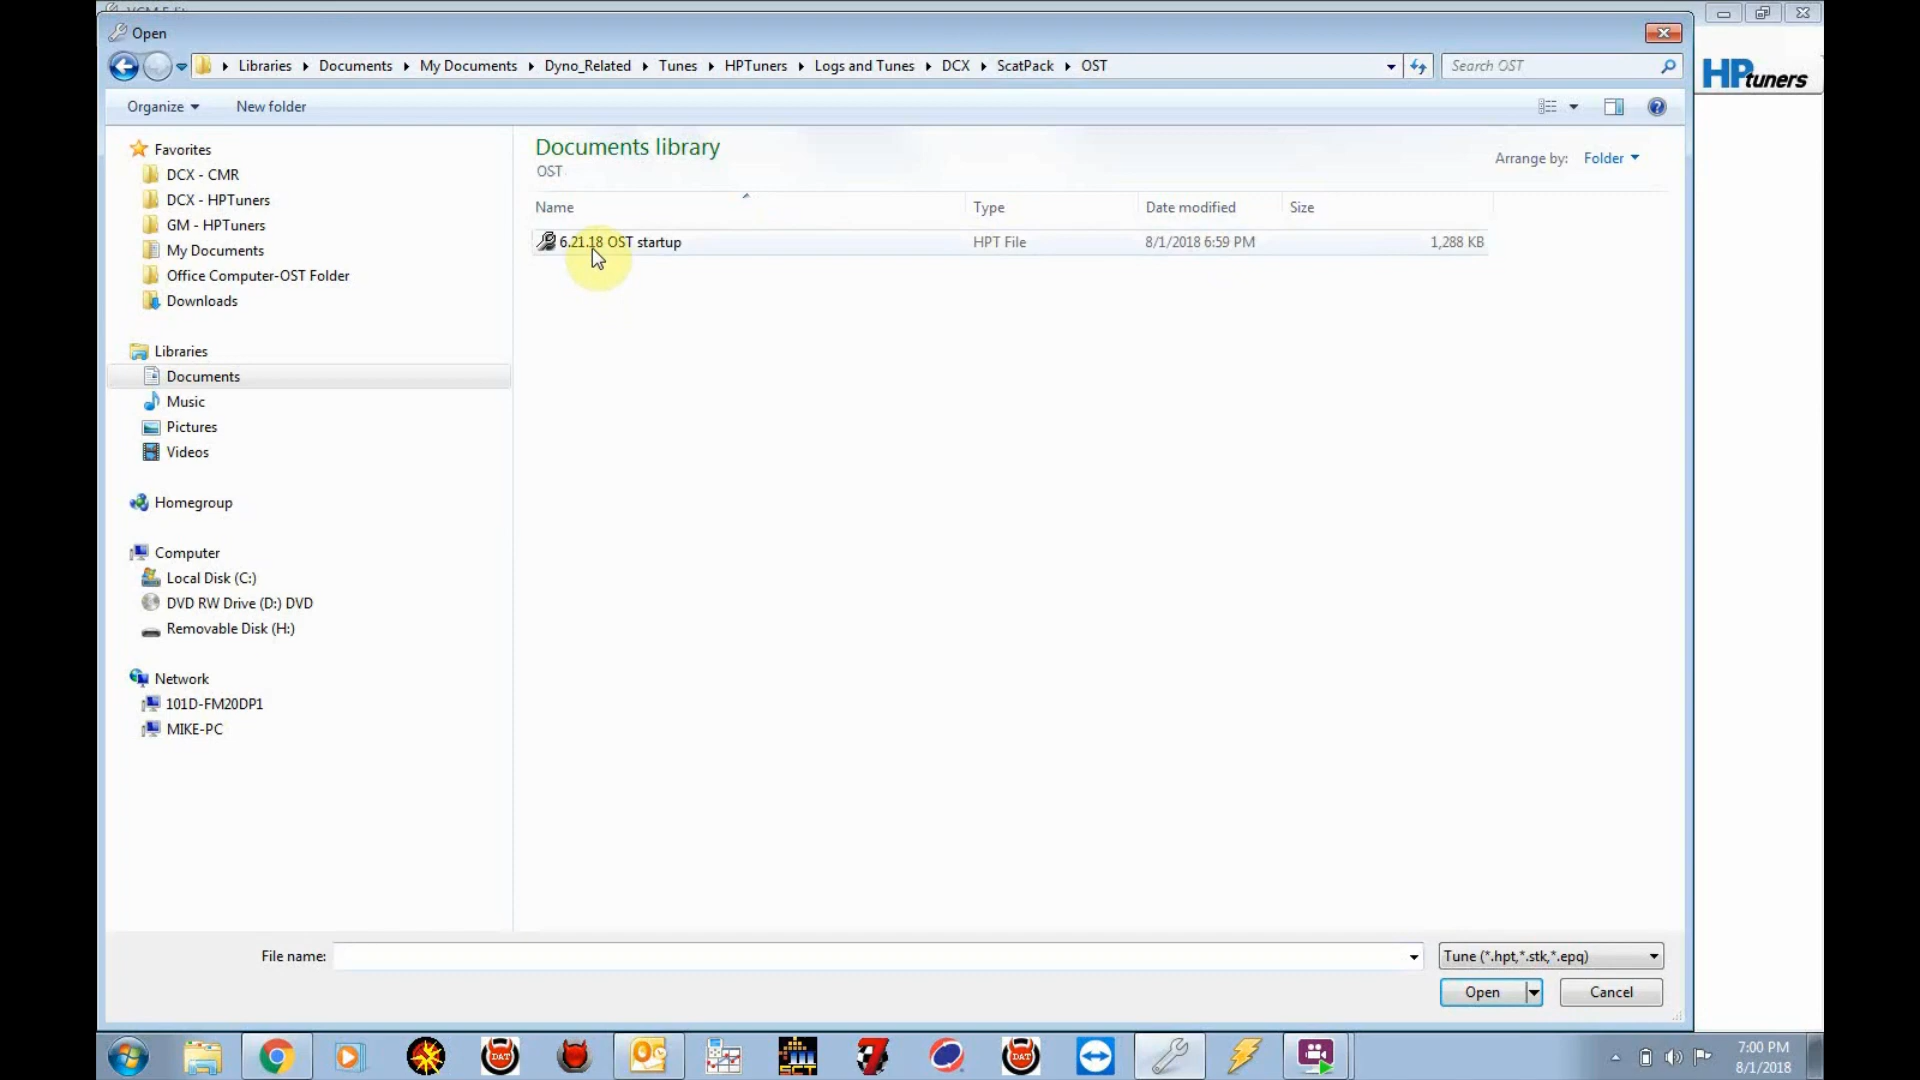 Open
Libraries Documents My Documents Dyno_Related Tunes HPTuners Logs and Tunes DCX ScatPack OST
Search OST
HPtuners
Organize New folder
Documents library
OST
Arrange by: Folder
Name Type Date modified Size
6.21.18 OST startup HPT File 8/1/2018 6:59 PM 1,288 KB
Favorites
DCX - CMR
DCX - HPTuners
GM - HPTuners
My Documents
Office Computer-OST Folder
Downloads
Libraries
Documents
Music
Pictures
Videos
Homegroup
Computer
Local Disk (C:)
DVD RW Drive (D:) DVD
Removable Disk (H:)
Network
101D-FM20DP1
MIKE-PC
File name:
Tune (*.hpt,*.stk,*.epq)
Open Cancel
DAT
SCT
7
DAT
7:00 PM
8/1/2018